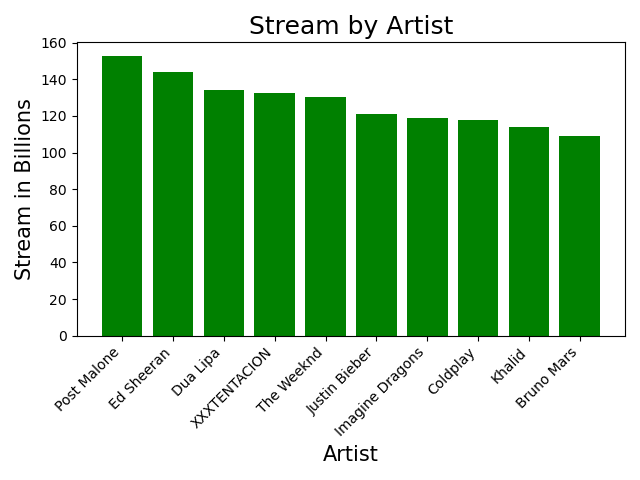 Stream by Artist
Stream in Billions
160
140
120
100
80
60
40
20
0
Post Malone
Ed Sheeran
Dua Lipa
XXXTENTACION
The Weeknd
Justin Bieber
Imagine Dragons
Coldplay
Khalid
Bruno Mars
Artist